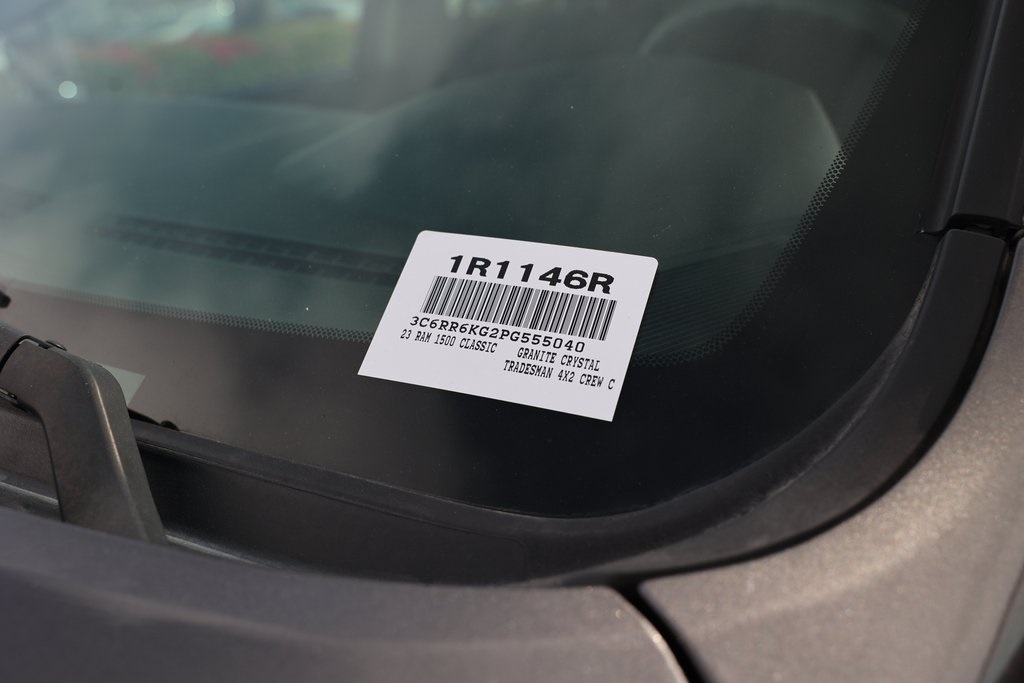 1R1146R
3C6RR6KG2PG555040
23 RAM 1500 CLASSIC GRANITE CRYSTAL
TRADESMAN 4X2 CREW C